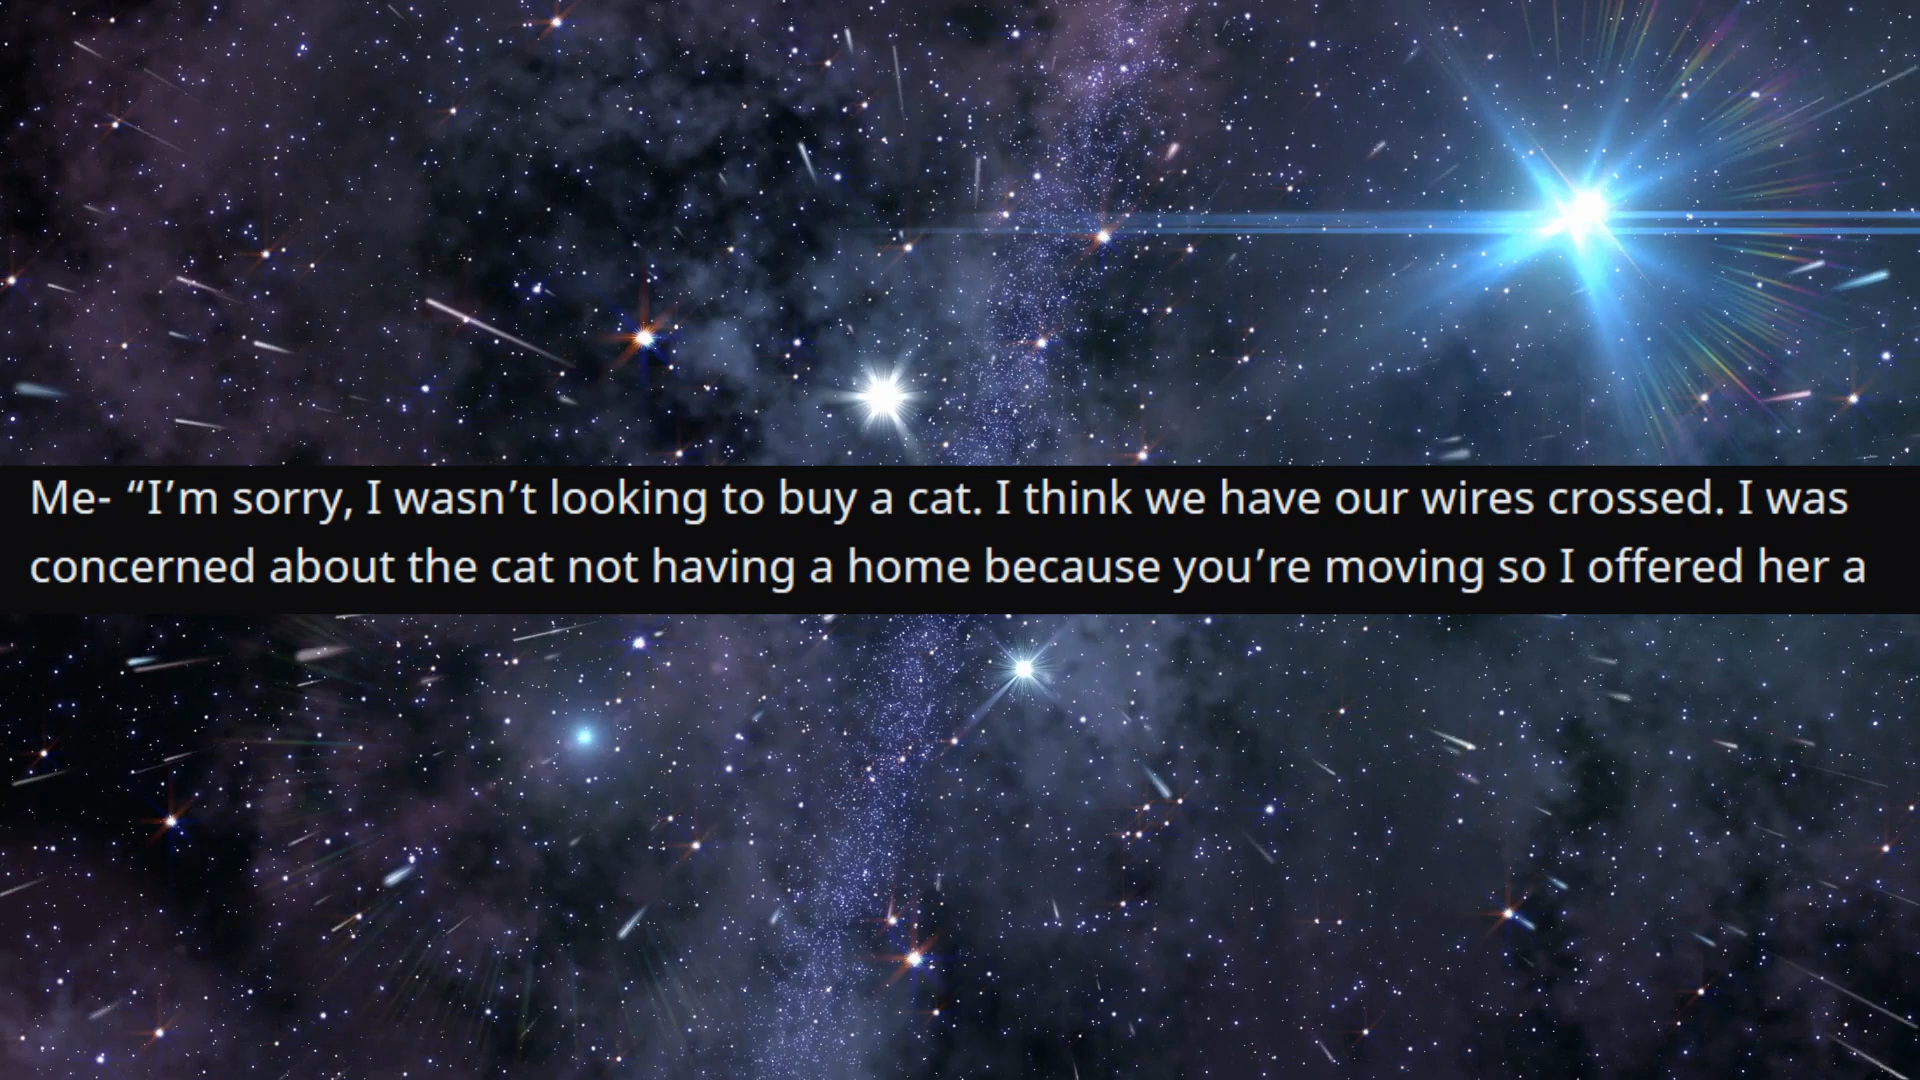 Me- “I’m sorry, I wasn’t looking to buy a cat. I think we have our wires crossed. I was
concerned about the cat not having a home because you’re moving so I offered her a